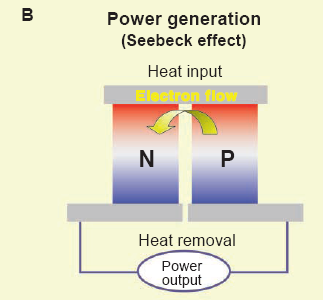 B
Power generation
(Seebeck effect)
Heat input
Electron flow
N P
Heat removal
Power
output